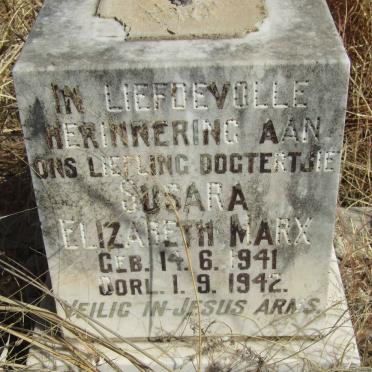 IN LIEFDEVOLLE
HERINNERING AAN
ONS LIEFLING DOGTERTJIE
SUSARA
ELIZABETH MARX
GEB. 14.6.1941
OORL. 1.9.1942.
VEILIG IN JESUS ARMS.